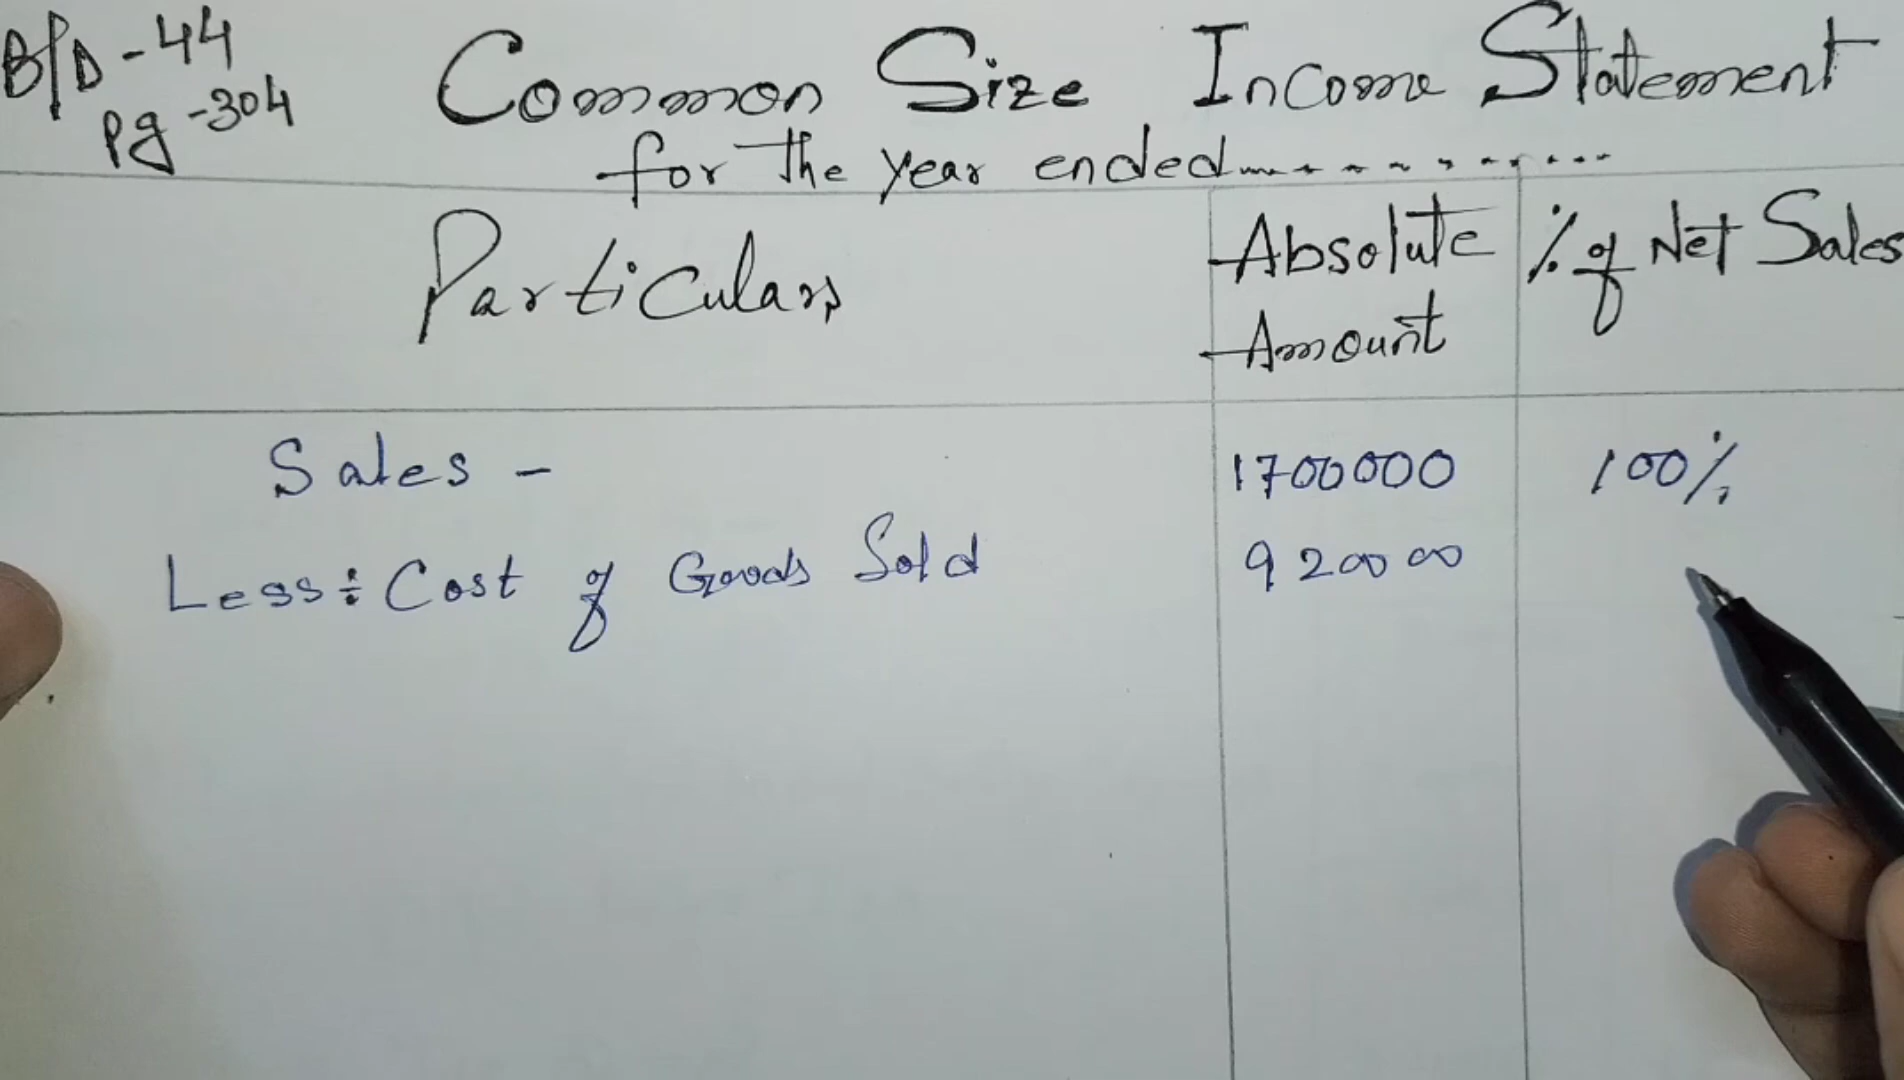 B/D - 44
Pg - 304
Common Size Income Statement
for the year ended..............
Particulars
Absolute Amount
% of Net Sales
Sales - 1700000 100%
Less: Cost of Goods Sold 920000